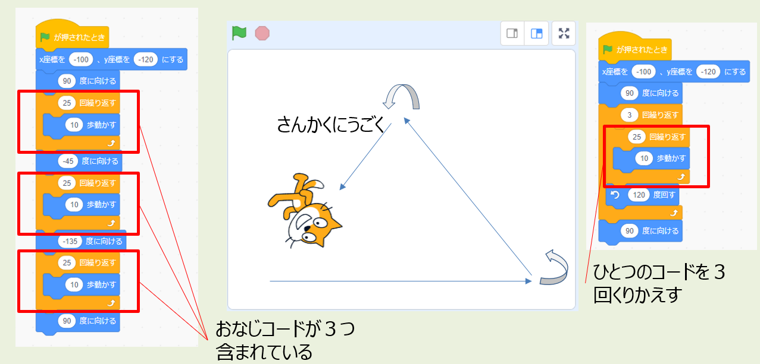 が押されたとき
x座標を -100 、y座標を -120 にする
90 度に向ける
25 回繰り返す
10 歩動かす
-45 度に向ける
25 回繰り返す
10 歩動かす
-135 度に向ける
25 回繰り返す
10 歩動かす
90 度に向ける
おなじコードが３つ
含まれている
さんかくにうごく
が押されたとき
x座標を -100 、y座標を -120 にする
90 度に向ける
3 回繰り返す
25 回繰り返す
10 歩動かす
120 度回す
90 度に向ける
ひとつのコードを３
回くりかえす